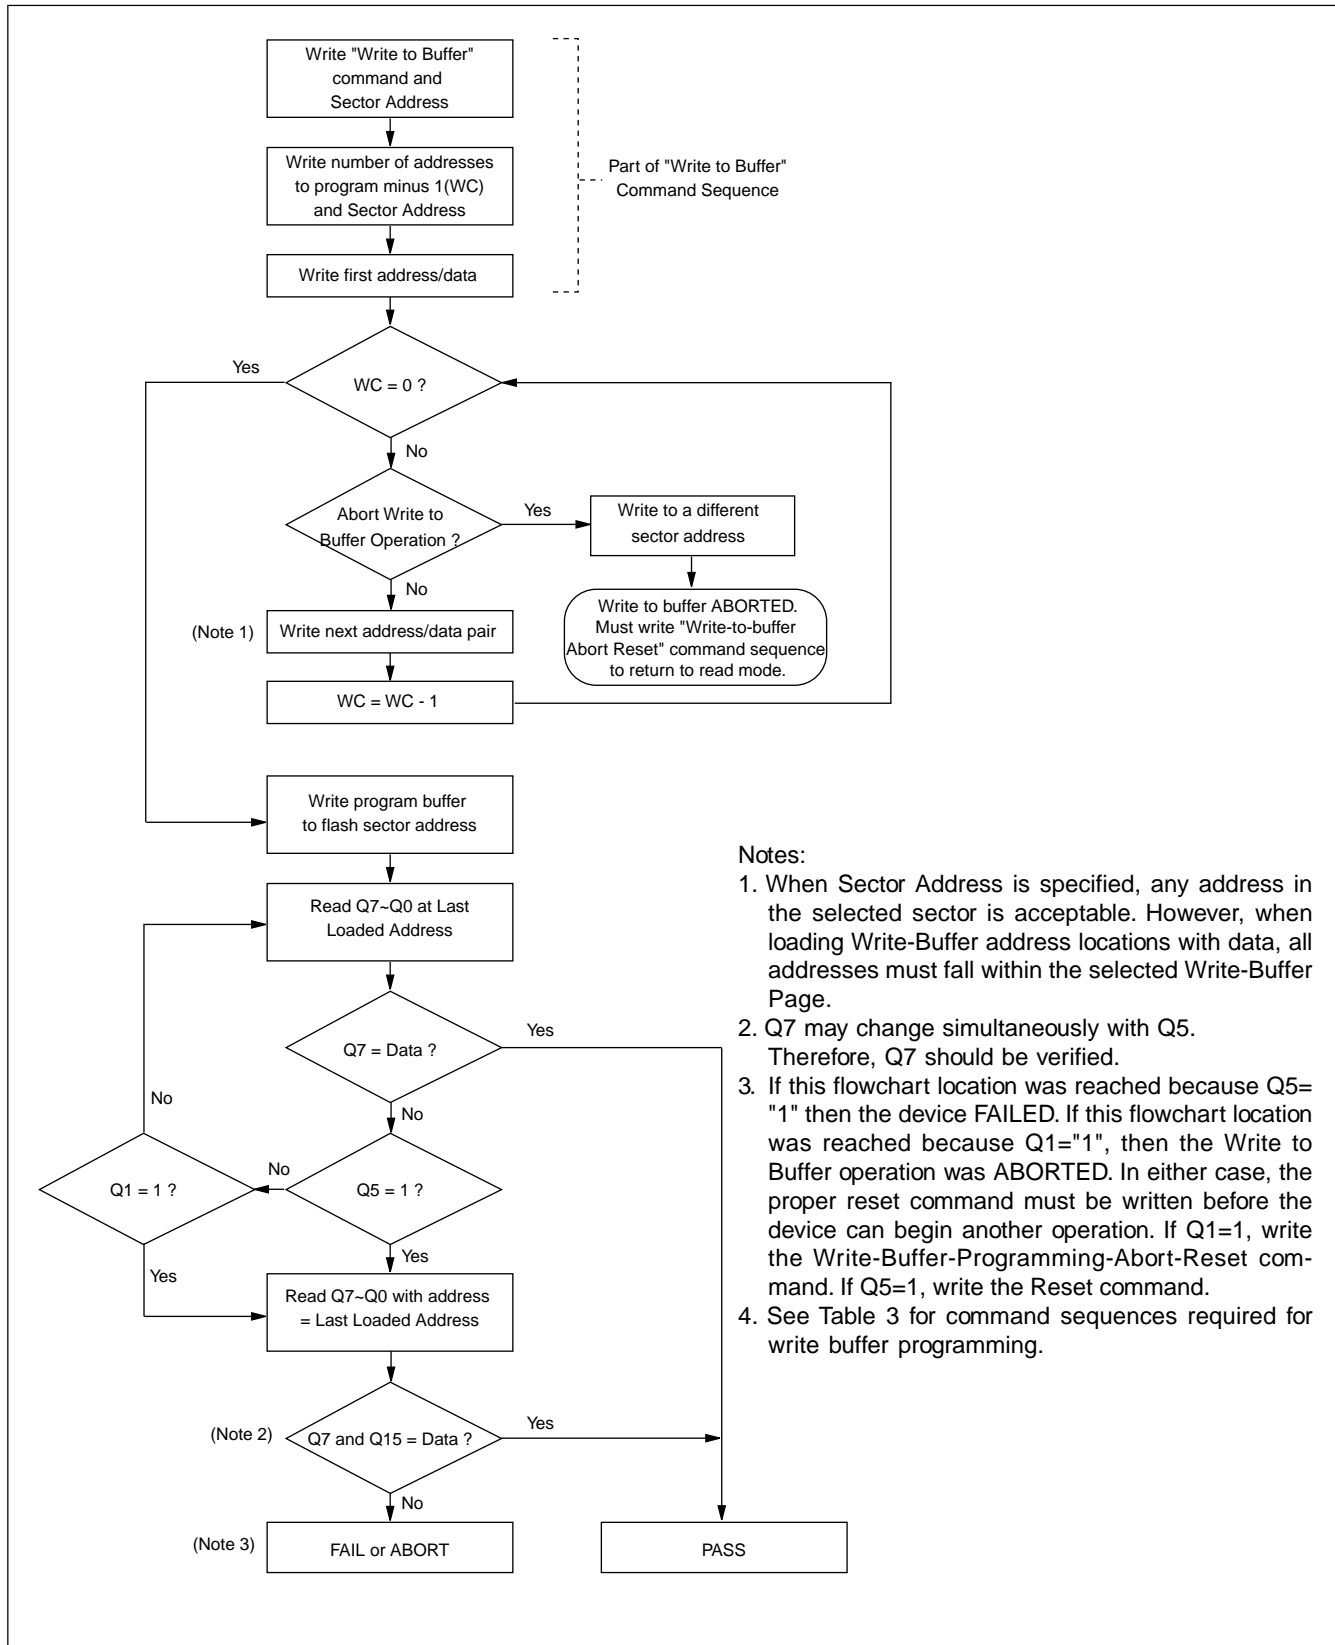 Write "Write to Buffer"
command and
Sector Address
Write number of addresses
to program minus 1(WC)
and Sector Address
Part of "Write to Buffer"
Command Sequence
Write first address/data
Yes
WC = 0 ?
No
Abort Write to
Buffer Operation ?
Yes
Write to a different
sector address
No
(Note 1)
Write next address/data pair
Write to buffer ABORTED.
Must write "Write-to-buffer
Abort Reset" command sequence
to return to read mode.
WC = WC - 1
Write program buffer
to flash sector address
Read Q7~Q0 at Last
Loaded Address
Q7 = Data ?
Yes
No
No
Q1 = 1 ?
No
Q5 = 1 ?
Yes
Yes
Read Q7~Q0 with address
= Last Loaded Address
(Note 2)
Q7 and Q15 = Data ?
Yes
No
(Note 3)
FAIL or ABORT
PASS
Notes:
1. When Sector Address is specified, any address in
the selected sector is acceptable. However, when
loading Write-Buffer address locations with data, all
addresses must fall within the selected Write-Buffer
Page.
2. Q7 may change simultaneously with Q5.
Therefore, Q7 should be verified.
3. If this flowchart location was reached because Q5=
"1" then the device FAILED. If this flowchart location
was reached because Q1="1", then the Write to
Buffer operation was ABORTED. In either case, the
proper reset command must be written before the
device can begin another operation. If Q1=1, write
the Write-Buffer-Programming-Abort-Reset com-
mand. If Q5=1, write the Reset command.
4. See Table 3 for command sequences required for
write buffer programming.